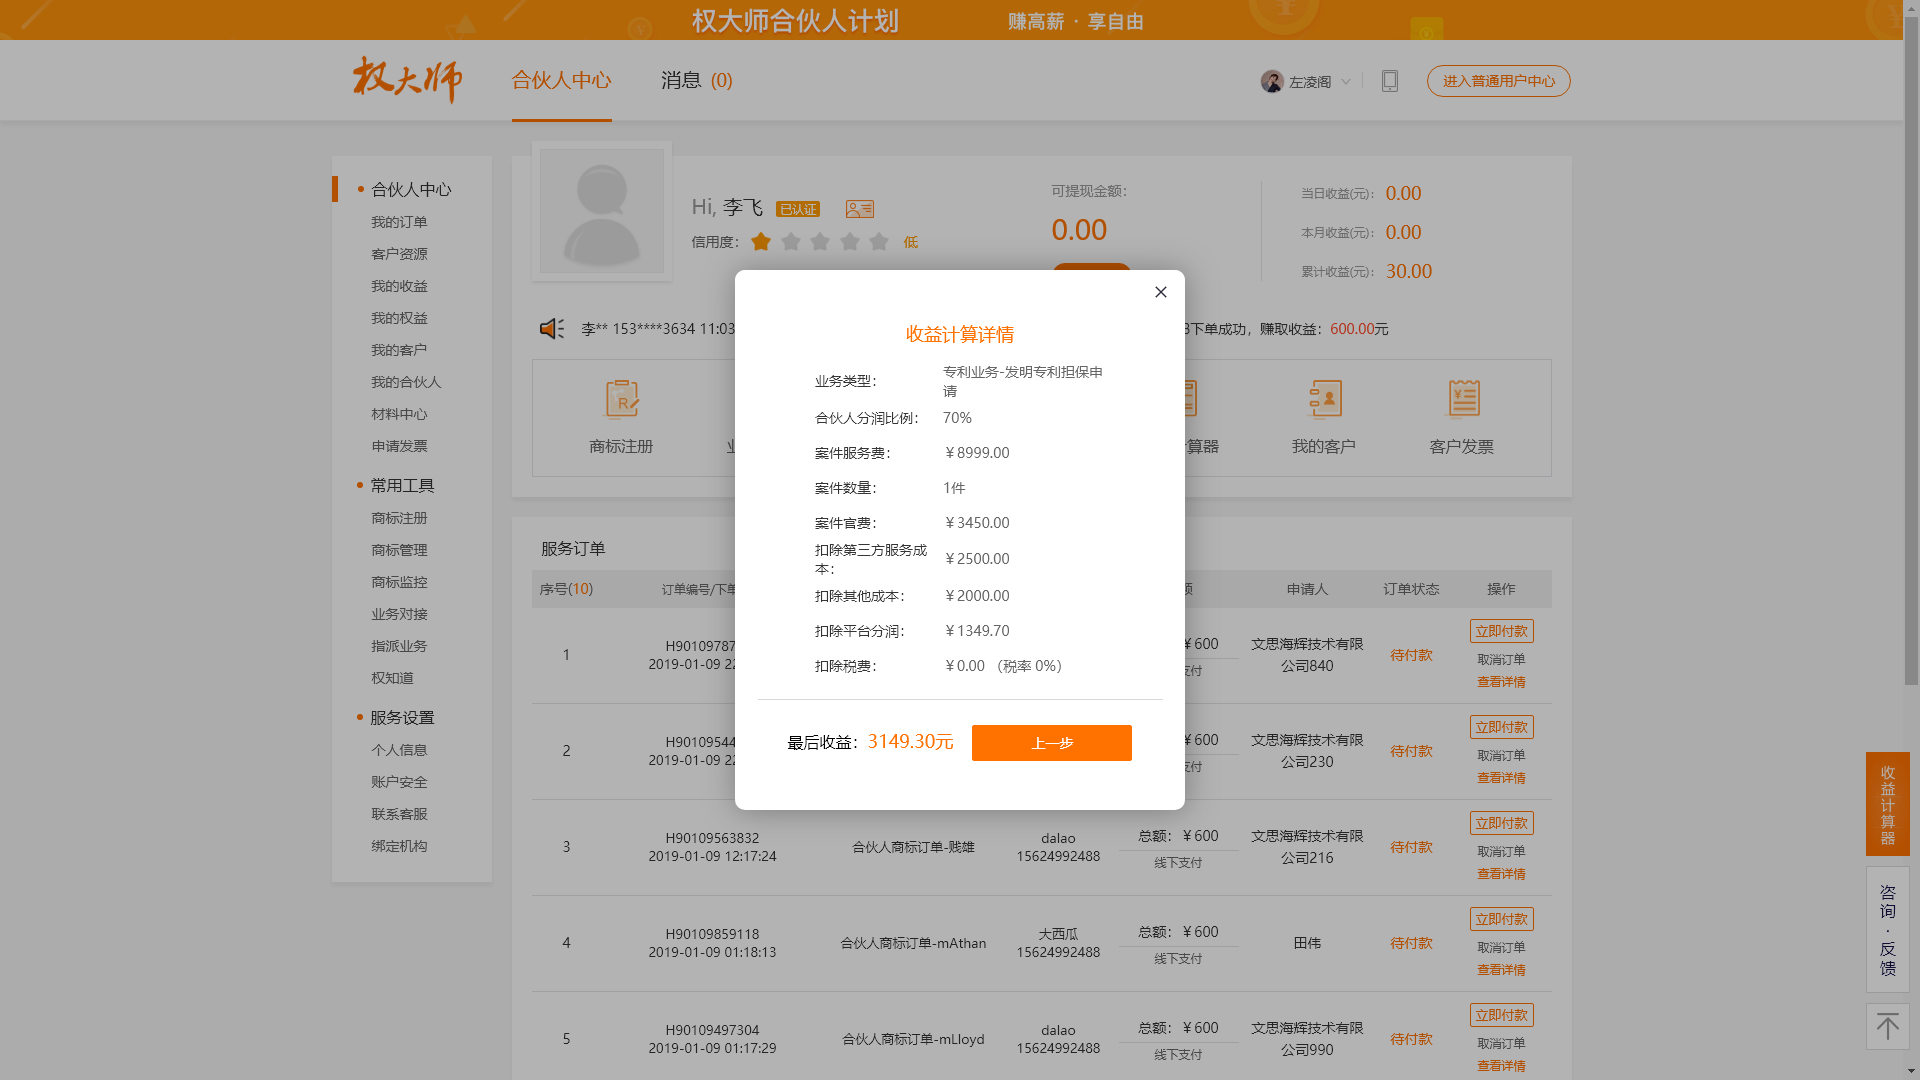 权大师合伙人计划 赚高薪 · 享自由
权大师 合伙人中心 消息 (0) 左凌阁 进入普通用户中心
合伙人中心
我的订单
客户资源
我的收益
我的权益
我的客户
我的合伙人
材料中心
申请发票
常用工具
商标注册
商标管理
商标监控
业务对接
指派业务
权知道
服务设置
个人信息
账户安全
联系客服
绑定机构
Hi, 李飞 已认证
信用度： 低
可提现金额：
0.00
当日收益(元)： 0.00
本月收益(元)： 0.00
累计收益(元)： 30.00
李** 153****3634 11:03
下单成功，赚取收益：600.00元
商标注册 算器 我的客户 客户发票
收益计算详情
业务类型： 专利业务-发明专利担保申
请
合伙人分润比例： 70%
案件服务费： ￥8999.00
案件数量： 1件
案件官费： ￥3450.00
扣除第三方服务成
本： ￥2500.00
扣除其他成本： ￥2000.00
扣除平台分润： ￥1349.70
扣除税费： ￥0.00 （税率 0%）
最后收益：3149.30元 上一步
服务订单
序号(10) 订单编号/下单 额 申请人 订单状态 操作
1 H90109787 ￥600 文思海辉技术有限 待付款 立即付款
2019-01-09 22 支付 公司840 取消订单
查看详情
2 H90109544 ￥600 文思海辉技术有限 待付款 立即付款
2019-01-09 22 支付 公司230 取消订单
查看详情
3 H90109563832 合伙人商标订单-贱雄 dalao 总额：￥600 文思海辉技术有限 待付款 立即付款
2019-01-09 12:17:24 15624992488 线下支付 公司216 取消订单
查看详情
4 H90109859118 合伙人商标订单-mAthan 大西瓜 总额：￥600 田伟 待付款 立即付款
2019-01-09 01:18:13 15624992488 线下支付 取消订单
查看详情
5 H90109497304 合伙人商标订单-mLloyd dalao 总额：￥600 文思海辉技术有限 待付款 立即付款
2019-01-09 01:17:29 15624992488 线下支付 公司990 取消订单
查看详情
收益计算器
咨询·反馈